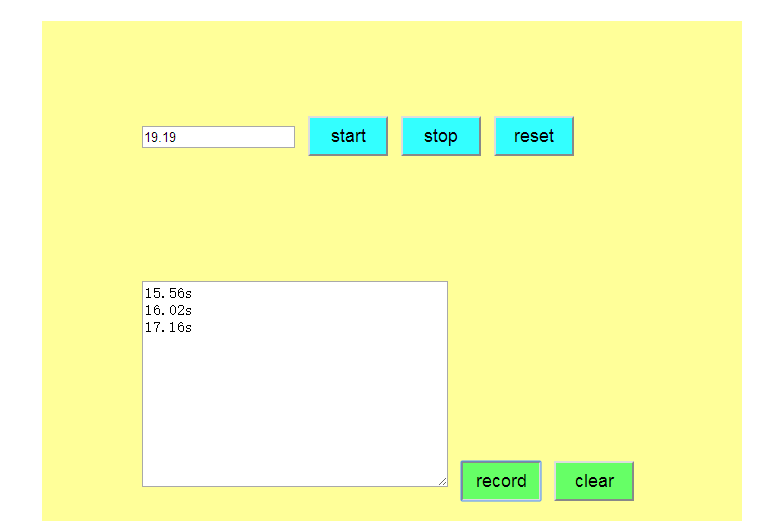 19.19 start stop reset
15.56s
16.02s
17.16s
record clear